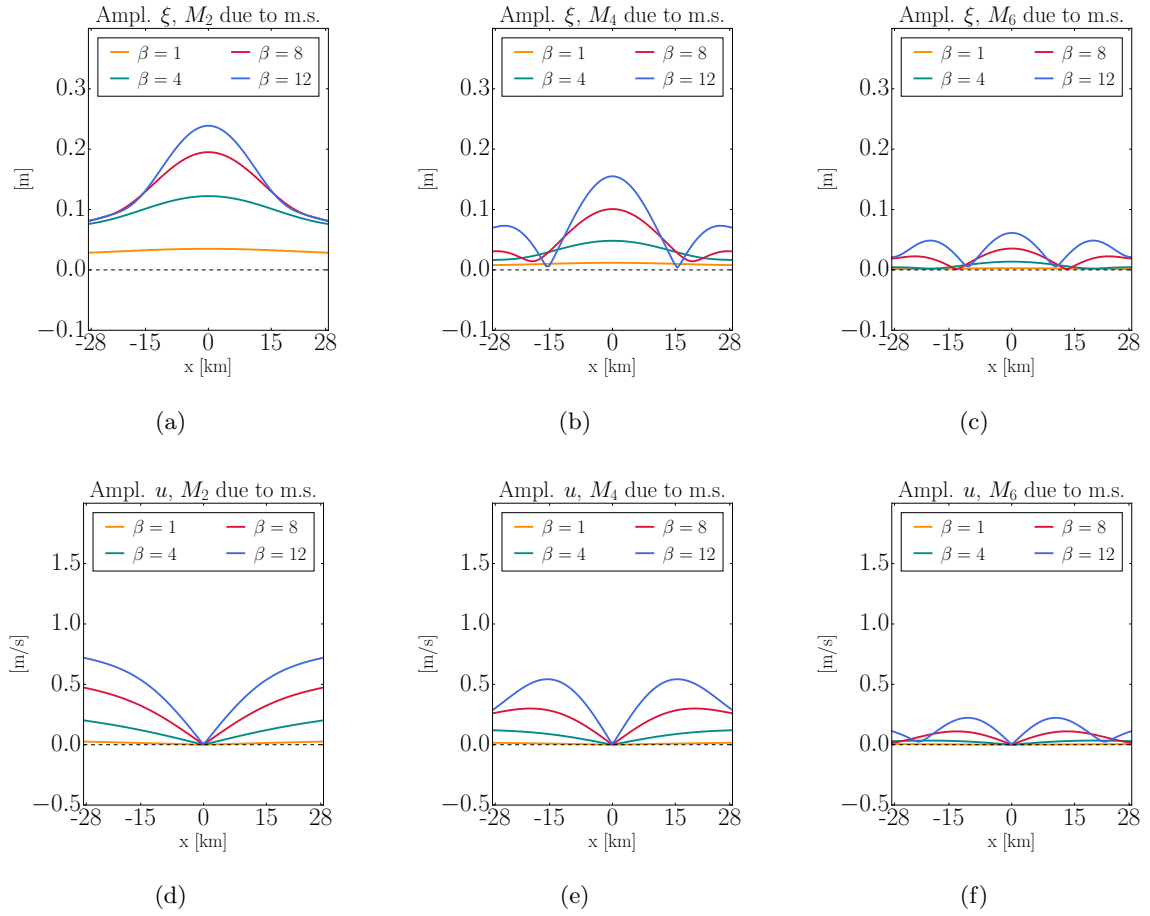 Ampl. ξ, M₂ due to m.s.
β = 1 β = 8
β = 4 β = 12
0.3
0.2
0.1
0.0
−0.1
[m]
-28 -15 0 15 28
x [km]
(a)
Ampl. ξ, M₄ due to m.s.
β = 1 β = 8
β = 4 β = 12
0.3
0.2
0.1
0.0
−0.1
[m]
-28 -15 0 15 28
x [km]
(b)
Ampl. ξ, M₆ due to m.s.
β = 1 β = 8
β = 4 β = 12
0.3
0.2
0.1
0.0
−0.1
[m]
-28 -15 0 15 28
x [km]
(c)
Ampl. u, M₂ due to m.s.
β = 1 β = 8
β = 4 β = 12
1.5
1.0
0.5
0.0
−0.5
[m/s]
-28 -15 0 15 28
x [km]
(d)
Ampl. u, M₄ due to m.s.
β = 1 β = 8
β = 4 β = 12
1.5
1.0
0.5
0.0
−0.5
[m/s]
-28 -15 0 15 28
x [km]
(e)
Ampl. u, M₆ due to m.s.
β = 1 β = 8
β = 4 β = 12
1.5
1.0
0.5
0.0
−0.5
[m/s]
-28 -15 0 15 28
x [km]
(f)